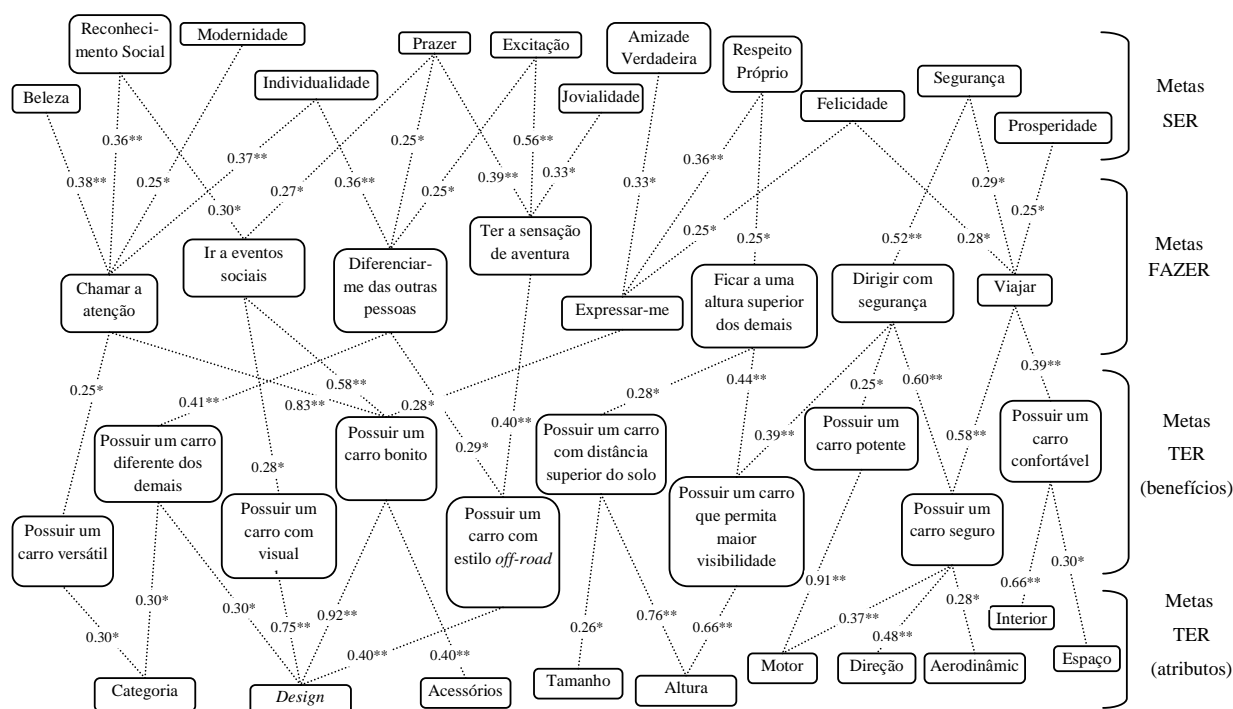 Reconheci-
mento Social
Modernidade
Prazer
Excitação
Amizade
Verdadeira
Respeito
Próprio
Segurança
Beleza
Individualidade
Jovialidade
Felicidade
Prosperidade
Metas
SER
0.36**
0.25*
0.56**
0.37**
0.36**
0.38**
0.25*
0.27*
0.36**
0.25*
0.39**
0.33*
0.33*
0.29*
0.30*
0.25*
0.25*
0.25*
0.52**
0.28*
Ir a eventos
sociais
Ter a sensação
de aventura
Metas
FAZER
Chamar a
atenção
Diferenciar-
me das outras
pessoas
Expressar-me
Ficar a uma
altura superior
dos demais
Dirigir com
segurança
Viajar
0.25*
0.58**
0.83**
0.41**
0.28*
0.28*
0.44**
0.25*
0.60**
0.39**
0.29*
0.40**
0.39**
0.58**
0.28*
Possuir um carro
diferente dos
demais
Possuir um
carro bonito
Possuir um carro
com distância
superior do solo
Possuir um
carro potente
Possuir um
carro
confortável
Metas
TER
(benefícios)
Possuir um
carro versátil
Possuir um
carro com
visual
Possuir um
carro com
estilo off-road
Possuir um carro
que permita
maior
visibilidade
Possuir um
carro seguro
0.30*
0.30*
0.30*
0.75**
0.92**
0.40**
0.40**
0.26*
0.76**
0.66**
0.91**
0.37**
0.48**
0.28*
0.66**
0.30*
Interior
Metas
TER
(atributos)
Categoria
Design
Acessórios
Tamanho
Altura
Motor
Direção
Aerodinâmic
Espaço